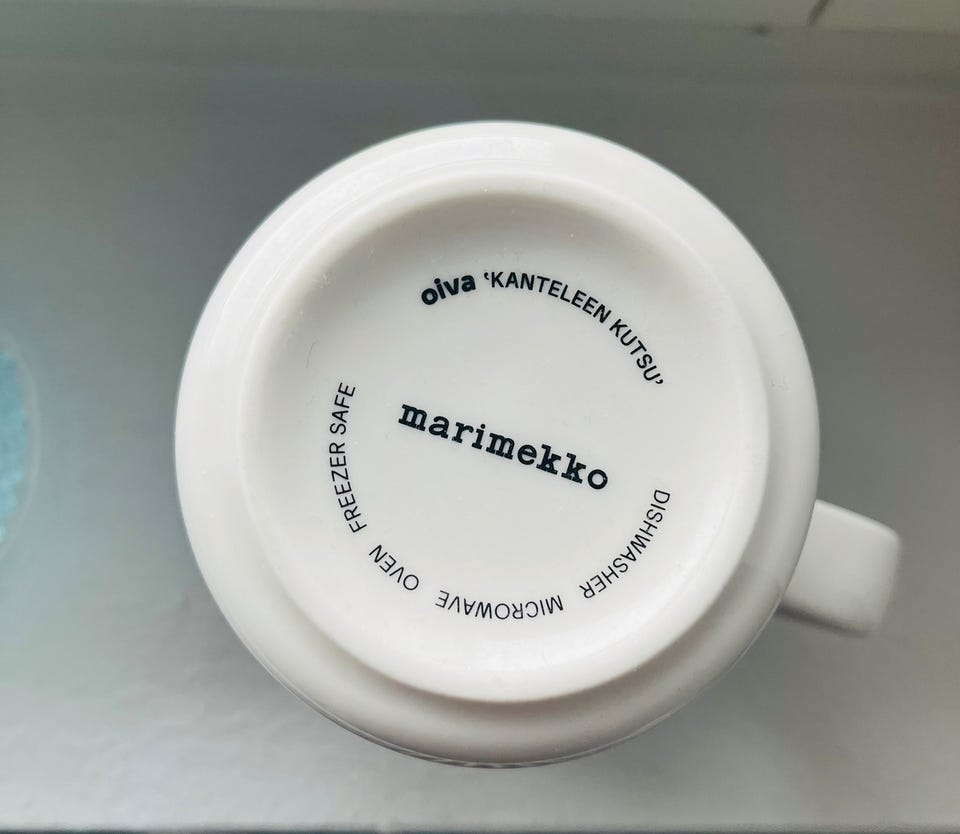 oiva ‘KANTELEEN KUTSU’
marimekko
DISHWASHER MICROWAVE OVEN FREEZER SAFE